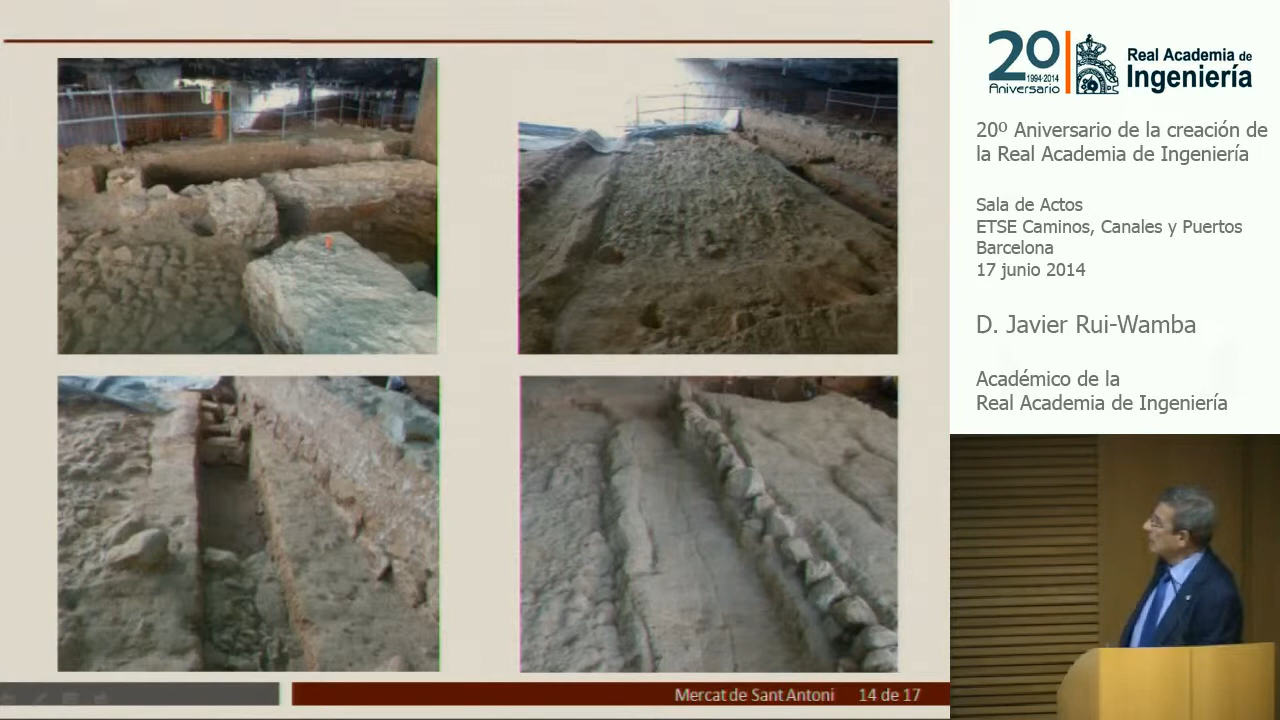 20
1994-2014
Aniversario
Real Academia de
Ingeniería
20º Aniversario de la creación de
la Real Academia de Ingeniería
Sala de Actos
ETSE Caminos, Canales y Puertos
Barcelona
17 junio 2014
D. Javier Rui-Wamba
Académico de la
Real Academia de Ingeniería
Mercat de Sant Antoni 14 de 17